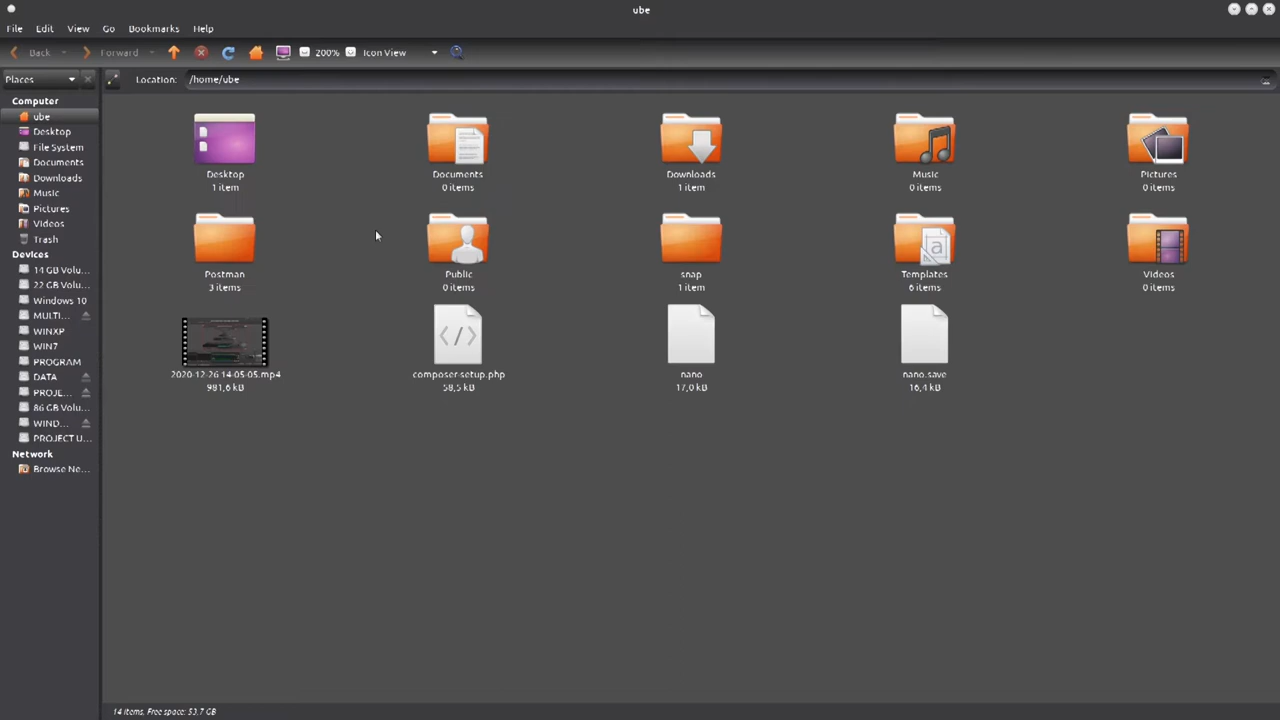 ube
File Edit View Go Bookmarks Help
Back Forward 200% Icon View
Places Location: /home/ube
Computer
ube
Desktop
File System
Documents
Downloads
Music
Pictures
Videos
Trash
Devices
14 GB Volu...
22 GB Volu...
Windows 10
MULTI...
WINXP
WIN7
PROGRAM
DATA
PROJE...
86 GB Volu...
WIND...
PROJECT U...
Network
Browse Ne...
Desktop
1 item
Documents
0 items
Downloads
1 item
Music
0 items
Pictures
0 items
Postman
3 items
Public
0 items
snap
1 item
Templates
6 items
Videos
0 items
2020-12-26 14-05-05.mp4
981,6 kB
composer-setup.php
58,5 kB
nano
17,0 kB
nano.save
16,4 kB
14 items, Free space: 53,7 GB